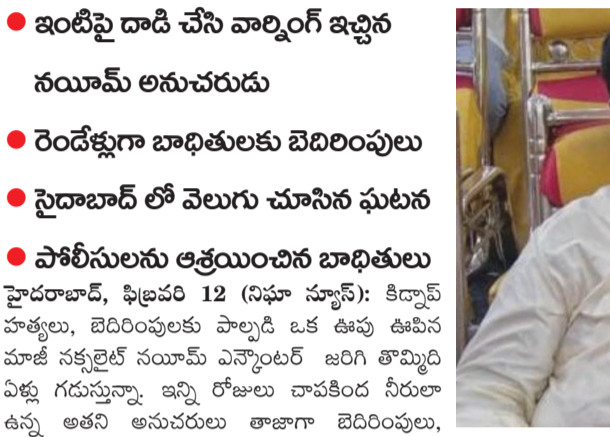 ఇంటిపై దాడి చేసి వార్నింగ్ ఇచ్చిన
నయీమ్ అనుచరుడు
రెండేళ్లుగా బాధితులకు బెదిరింపులు
సైదాబాద్ లో వెలుగు చూసిన ఘటన
పోలీసులను ఆశ్రయించిన బాధితులు
హైదరాబాద్, ఫిబ్రవరి 12 (నిఘా న్యూస్): కిడ్నాప్
హత్యలు, బెదిరింపులకు పాల్పడి ఒక ఊపు ఊపిన
మాజీ నక్సలైట్ నయీమ్ ఎన్కౌంటర్ జరిగి తొమ్మిది
ఏళ్లు గడుస్తున్నా. ఇన్ని రోజులు చాపకింద నీరులా
ఉన్న అతని అనుచరులు తాజాగా బెదిరింపులు,